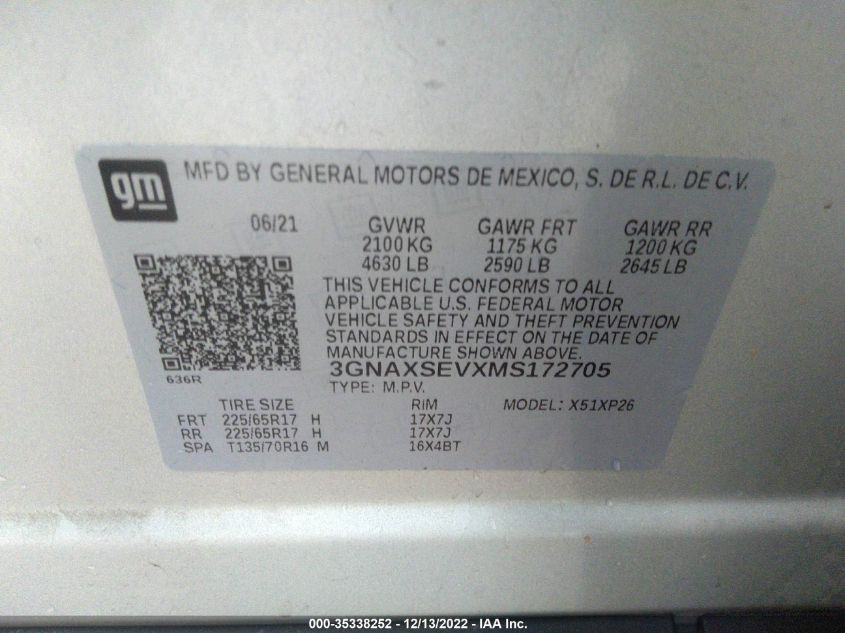 gm MFD BY GENERAL MOTORS DE MEXICO, S. DE R.L. DE C.V.
06/21 GVWR GAWR FRT GAWR RR
2100 KG 1175 KG 1200 KG
4630 LB 2590 LB 2645 LB
THIS VEHICLE CONFORMS TO ALL
APPLICABLE U.S. FEDERAL MOTOR
VEHICLE SAFETY AND THEFT PREVENTION
STANDARDS IN EFFECT ON THE DATE OF
MANUFACTURE SHOWN ABOVE.
636R 3GNAXSEVXMS172705
TYPE: M.P.V.
TIRE SIZE RIM MODEL: X51XP26
FRT 225/65R17 H 17X7J
RR 225/65R17 H 17X7J
SPA T135/70R16 M 16X4BT
000-35338252 - 12/13/2022 - IAA Inc.